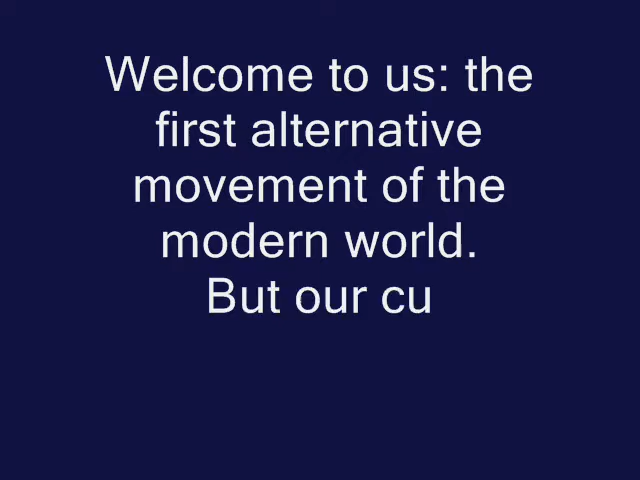 Welcome to us: the
first alternative
movement of the
modern world.
But our cu